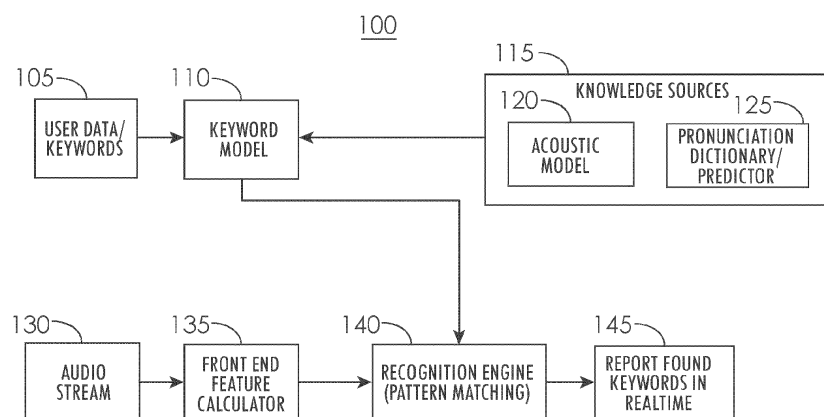 100
105
USER DATA/
KEYWORDS
110
KEYWORD
MODEL
115
KNOWLEDGE SOURCES
120
ACOUSTIC
MODEL
125
PRONUNCIATION
DICTIONARY/
PREDICTOR
130
AUDIO
STREAM
135
FRONT END
FEATURE
CALCULATOR
140
RECOGNITION ENGINE
(PATTERN MATCHING)
145
REPORT FOUND
KEYWORDS IN
REALTIME